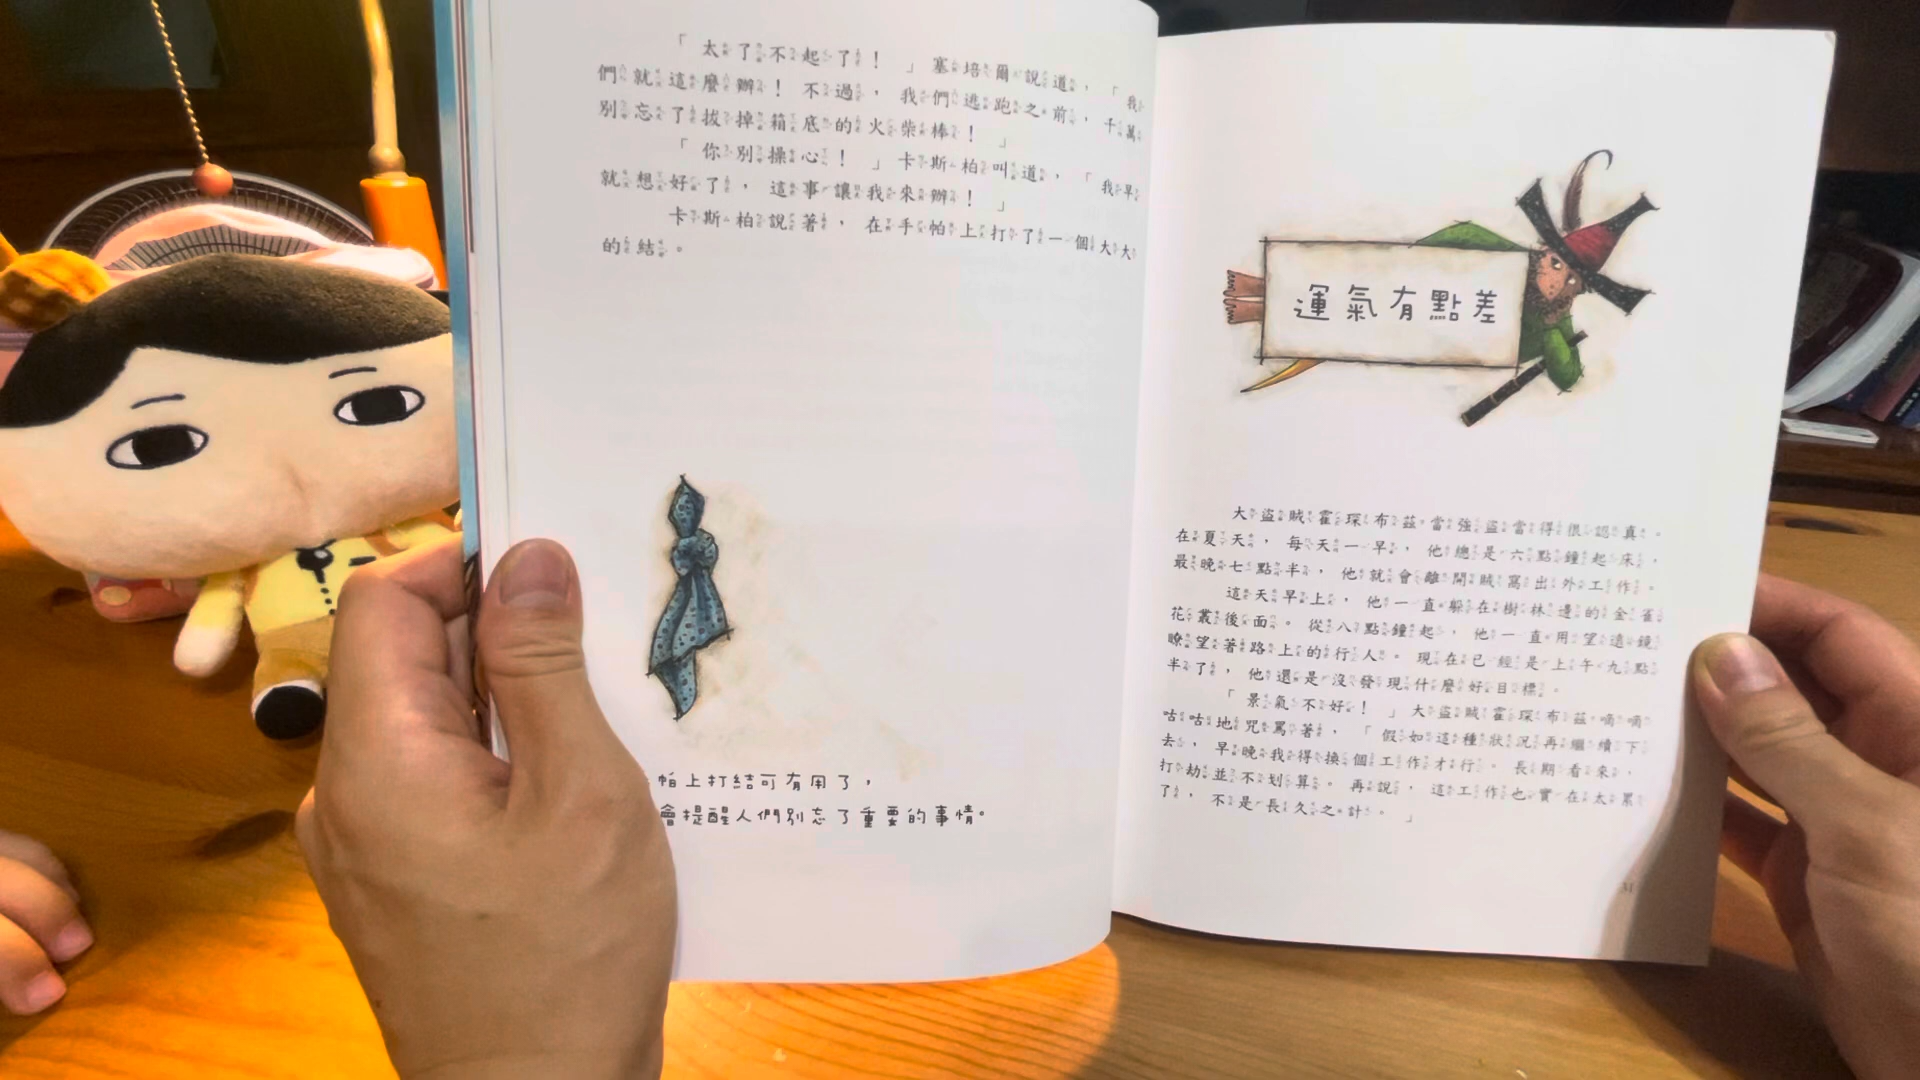 「太了不起了！」塞培爾說道，「我
們就這麼辦！不過，我們逃跑之前，千萬
別忘了拔掉箱底的火柴棒！」
「你別操心！」卡斯柏叫道，「我早
就想好了，這事讓我來辦！」
卡斯柏說著，在手帕上打了一個大大
的結。
帕上打結可有用了，
會提醒人們別忘了重要的事情。
運氣有點差
大盜賊霍琛布茲當強盜當得很認真。
在夏天，每天一早，他總是六點鐘起床，
最晚七點半，他就會離開賊窩出外工作。
這天早上，他一直躲在樹林邊的金雀
花叢後面。從八點鐘起，他一直用望遠鏡
瞭望著路上的行人。現在已經是上午九點
半了，他還是沒發現什麼好目標。
「景氣不好！」大盜賊霍琛布茲嘀嘀
咕咕地咒罵著，「假如這種狀況再繼續下
去，早晚我得換個工作才行。長期看來，
打劫並不划算。再說，這工作也實在太累
了，不是長久之計。」
31